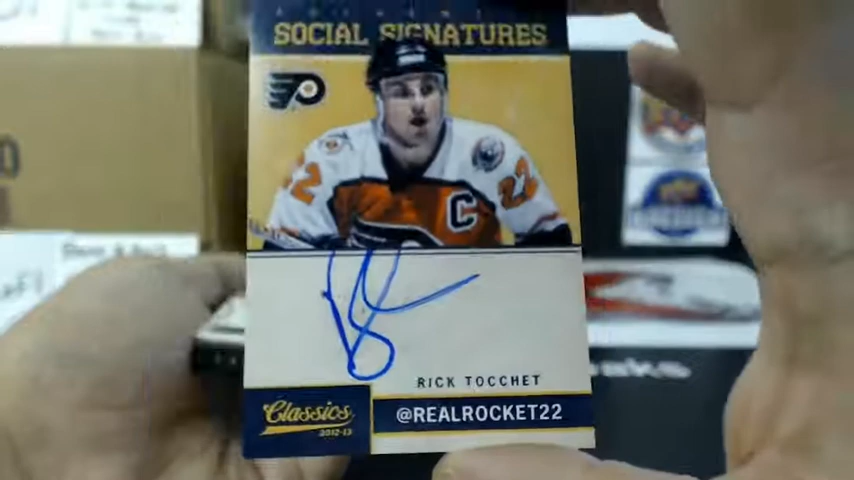 SOCIAL SIGNATURES
22
22
C
RICK TOCCHET
Classics
2012-13
@REALROCKET22